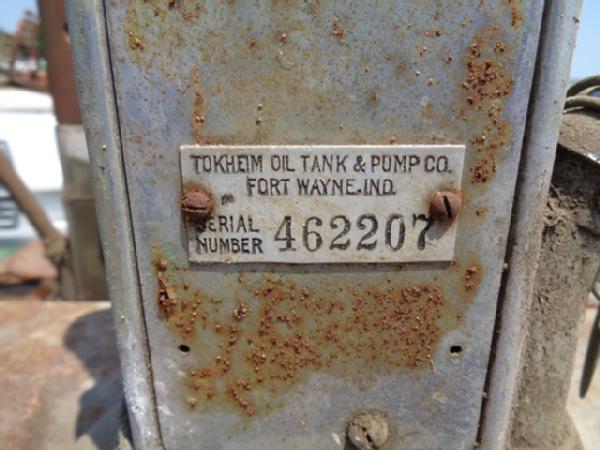 TOKHEIM OIL TANK & PUMP CO.
FORT WAYNE, IND.
SERIAL
NUMBER 462207